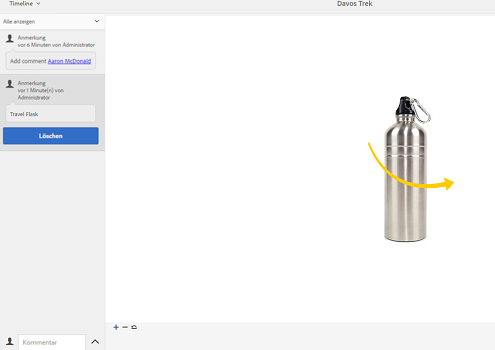 Timeline
Davos Trek
Alle anzeigen
Anmerkung
vor 6 Minuten von Administrator
Add comment Aaron McDonald
Anmerkung
vor 1 Minute(n) von
Administrator
Travel Flask
Löschen
Kommentar